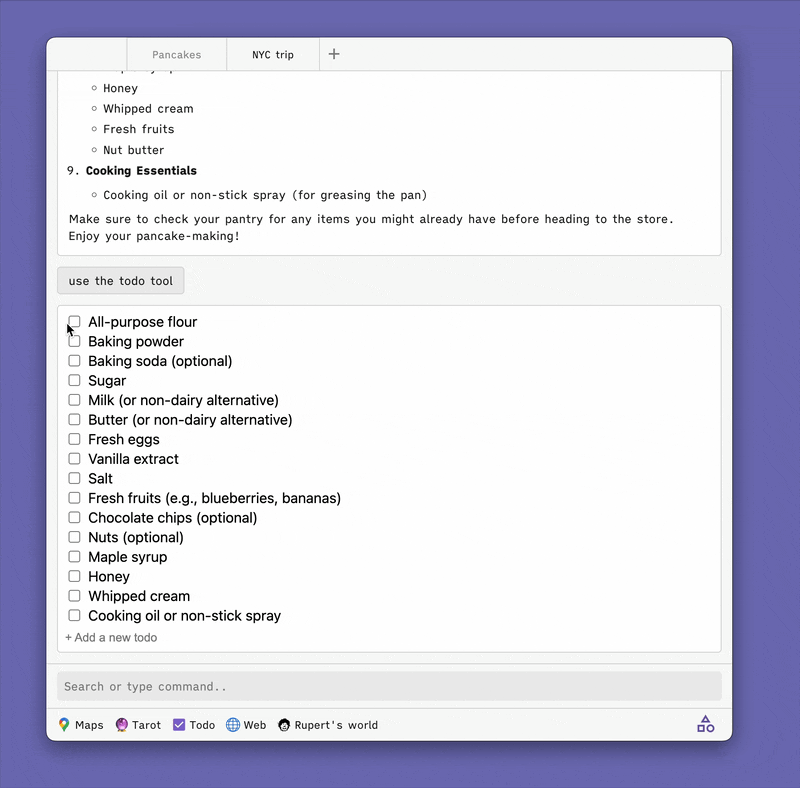 Pancakes
NYC trip
+
Honey
Whipped cream
Fresh fruits
Nut butter
9. Cooking Essentials
Cooking oil or non-stick spray (for greasing the pan)
Make sure to check your pantry for any items you might already have before heading to the store.
Enjoy your pancake-making!
use the todo tool
All-purpose flour
Baking powder
Baking soda (optional)
Sugar
Milk (or non-dairy alternative)
Butter (or non-dairy alternative)
Fresh eggs
Vanilla extract
Salt
Fresh fruits (e.g., blueberries, bananas)
Chocolate chips (optional)
Nuts (optional)
Maple syrup
Honey
Whipped cream
Cooking oil or non-stick spray
+ Add a new todo
Search or type command..
Maps
Tarot
Todo
Web
Rupert's world